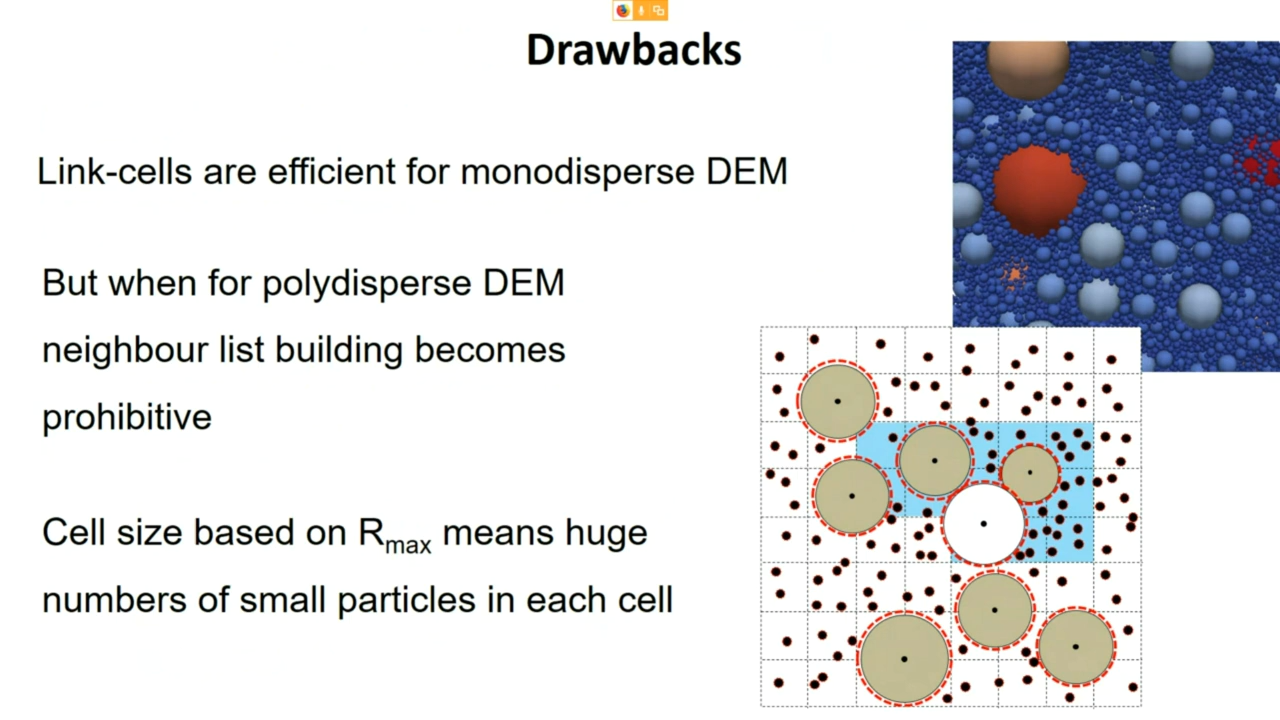 Drawbacks
Link-cells are efficient for monodisperse DEM
But when for polydisperse DEM
neighbour list building becomes
prohibitive
Cell size based on Rmax means huge
numbers of small particles in each cell